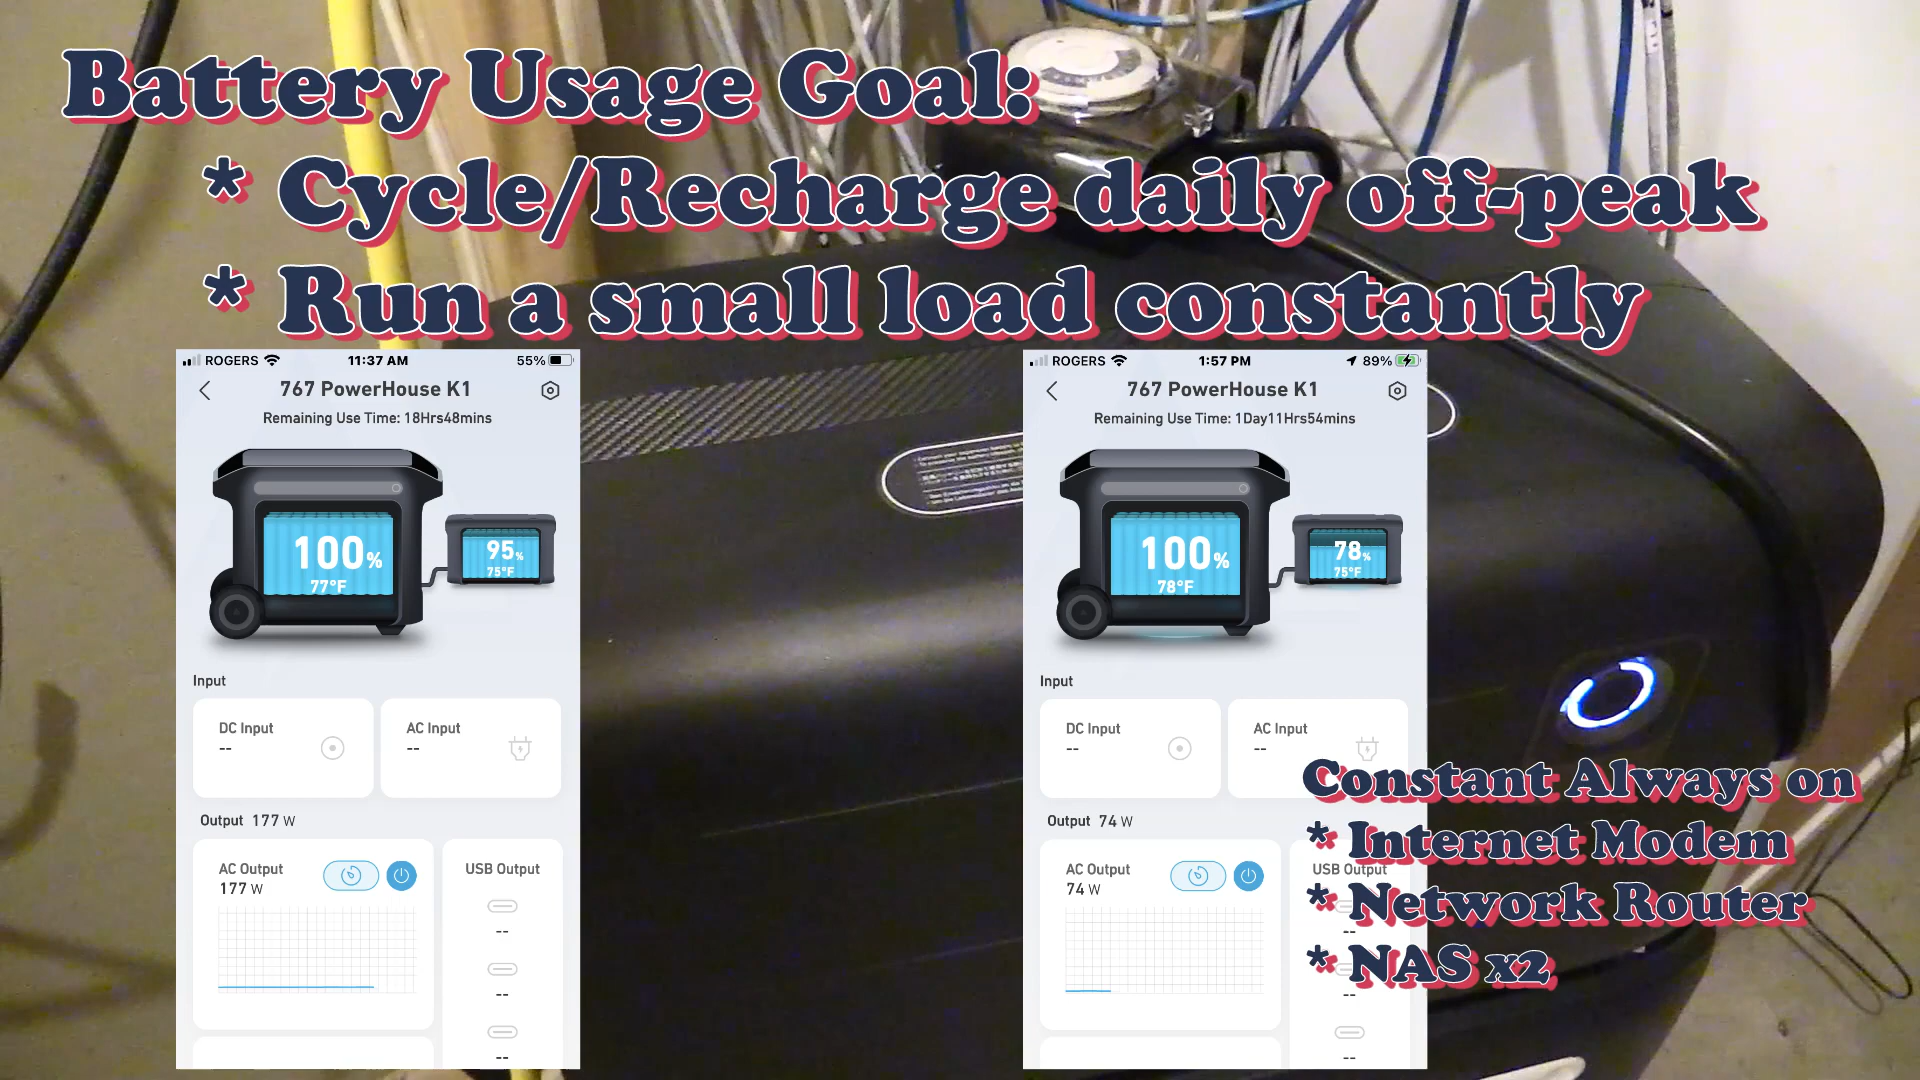 Battery Usage Goal:
* Cycle/Recharge daily off-peak
* Run a small load constantly
ROGERS 11:37 AM 55%
767 PowerHouse K1
Remaining Use Time: 18Hrs48mins
100%
77°F
95%
75°F
Input
DC Input
--
AC Input
--
Output 177 W
AC Output
177 W
USB Output
--
--
--
ROGERS 1:57 PM 89%
767 PowerHouse K1
Remaining Use Time: 1Day11Hrs54mins
100%
78°F
78%
75°F
Input
DC Input
--
AC Input
--
Output 74 W
AC Output
74 W
USB Output
--
--
--
Constant Always on
* Internet Modem
* Network Router
* NAS x2